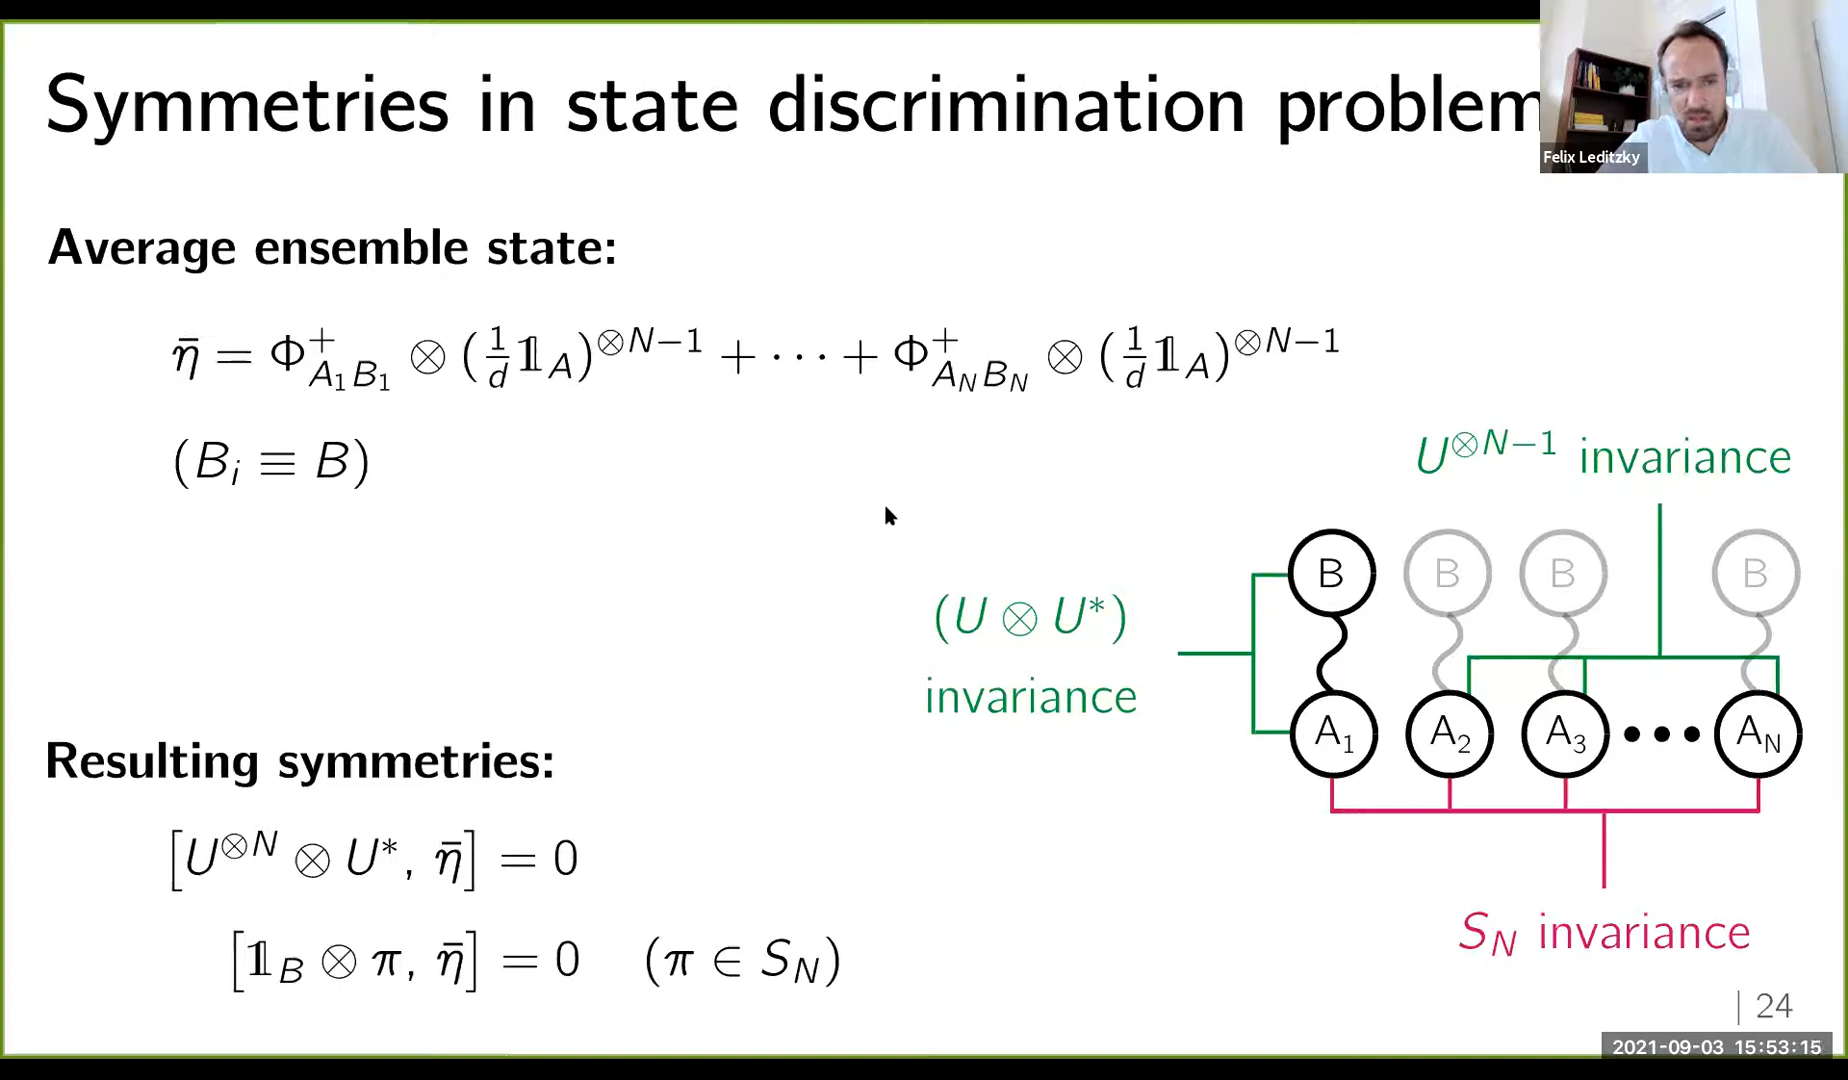 Symmetries in state discrimination problem
Felix Leditzky
Average ensemble state:
η̄ = Φ⁺_{A₁B₁} ⊗ (1/d 𝟙_A)^{⊗N−1} + ⋯ + Φ⁺_{A_N B_N} ⊗ (1/d 𝟙_A)^{⊗N−1}
(B_i ≡ B)
U^{⊗N−1} invariance
B B B B
(U ⊗ U*)
invariance
A₁ A₂ A₃ ••• A_N
Resulting symmetries:
[U^{⊗N} ⊗ U*, η̄] = 0
[𝟙_B ⊗ π, η̄] = 0 (π ∈ S_N)
S_N invariance
| 24
2021-09-03 15:53:15